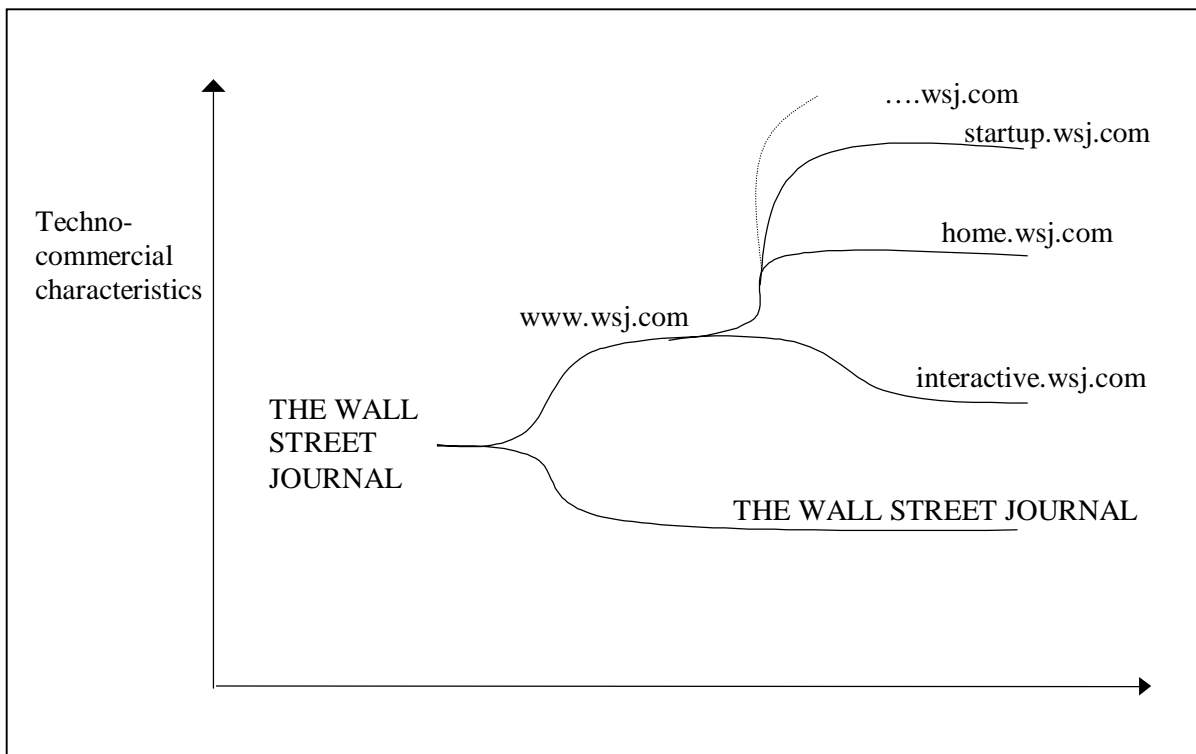 ….wsj.com
startup.wsj.com
Techno-
commercial
characteristics
home.wsj.com
www.wsj.com
interactive.wsj.com
THE WALL
STREET
JOURNAL
THE WALL STREET JOURNAL